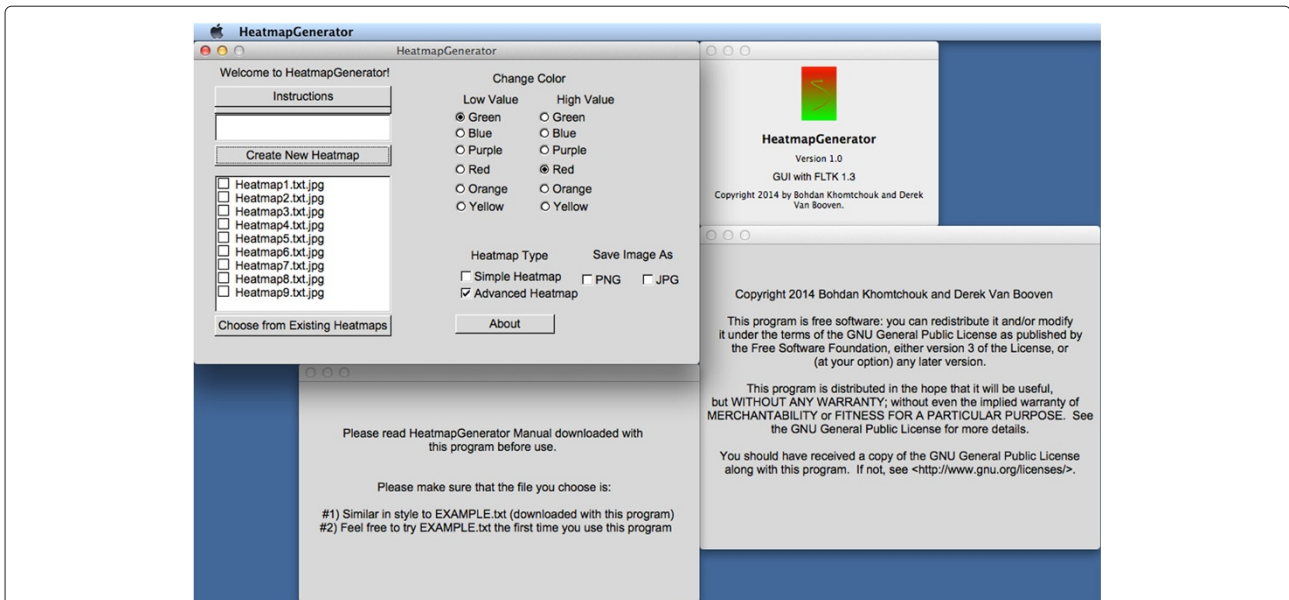 HeatmapGenerator
HeatmapGenerator
Welcome to HeatmapGenerator!
Instructions
Create New Heatmap
Heatmap1.txt.jpg
Heatmap2.txt.jpg
Heatmap3.txt.jpg
Heatmap4.txt.jpg
Heatmap5.txt.jpg
Heatmap6.txt.jpg
Heatmap7.txt.jpg
Heatmap8.txt.jpg
Heatmap9.txt.jpg
Choose from Existing Heatmaps
Change Color
Low Value High Value
Green Green
Blue Blue
Purple Purple
Red Red
Orange Orange
Yellow Yellow
Heatmap Type Save Image As
Simple Heatmap PNG JPG
Advanced Heatmap
About
HeatmapGenerator
Version 1.0
GUI with FLTK 1.3
Copyright 2014 by Bohdan Khomtchouk and Derek
Van Booven.
Copyright 2014 Bohdan Khomtchouk and Derek Van Booven
This program is free software: you can redistribute it and/or modify
it under the terms of the GNU General Public License as published by
the Free Software Foundation, either version 3 of the License, or
(at your option) any later version.
This program is distributed in the hope that it will be useful,
but WITHOUT ANY WARRANTY; without even the implied warranty of
MERCHANTABILITY or FITNESS FOR A PARTICULAR PURPOSE. See
the GNU General Public License for more details.
You should have received a copy of the GNU General Public License
along with this program. If not, see <http://www.gnu.org/licenses/>.
Please read HeatmapGenerator Manual downloaded with
this program before use.
Please make sure that the file you choose is:
#1) Similar in style to EXAMPLE.txt (downloaded with this program)
#2) Feel free to try EXAMPLE.txt the first time you use this program